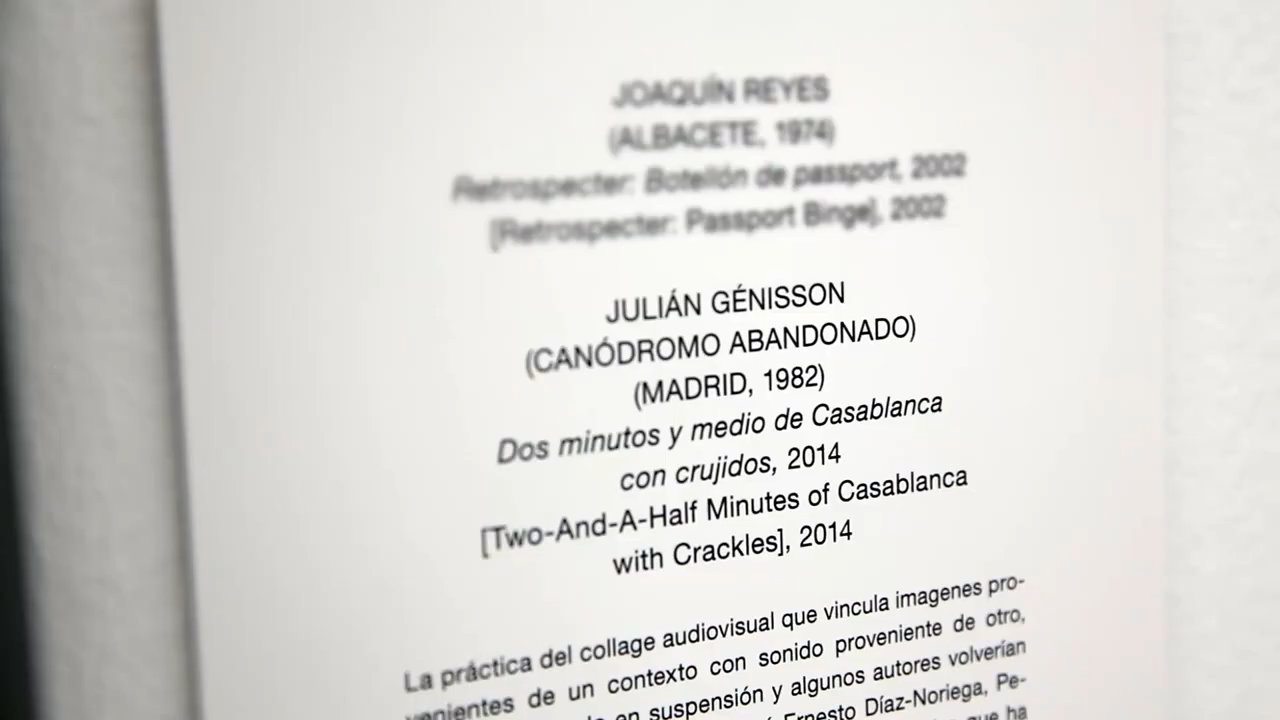 JOAQUÍN REYES
(ALBACETE, 1974)
Retrospecter: Botellón de passport, 2002
[Retrospecter: Passport Binge], 2002
JULIÁN GÉNISSON
(CANÓDROMO ABANDONADO)
(MADRID, 1982)
Dos minutos y medio de Casablanca
con crujidos, 2014
[Two-And-A-Half Minutes of Casablanca
with Crackles], 2014
La práctica del collage audiovisual que vincula imagenes pro-
venientes de un contexto con sonido proveniente de otro,
en suspensión y algunos autores volverían
Ernesto Díaz-Noriega, Pe-
que ha